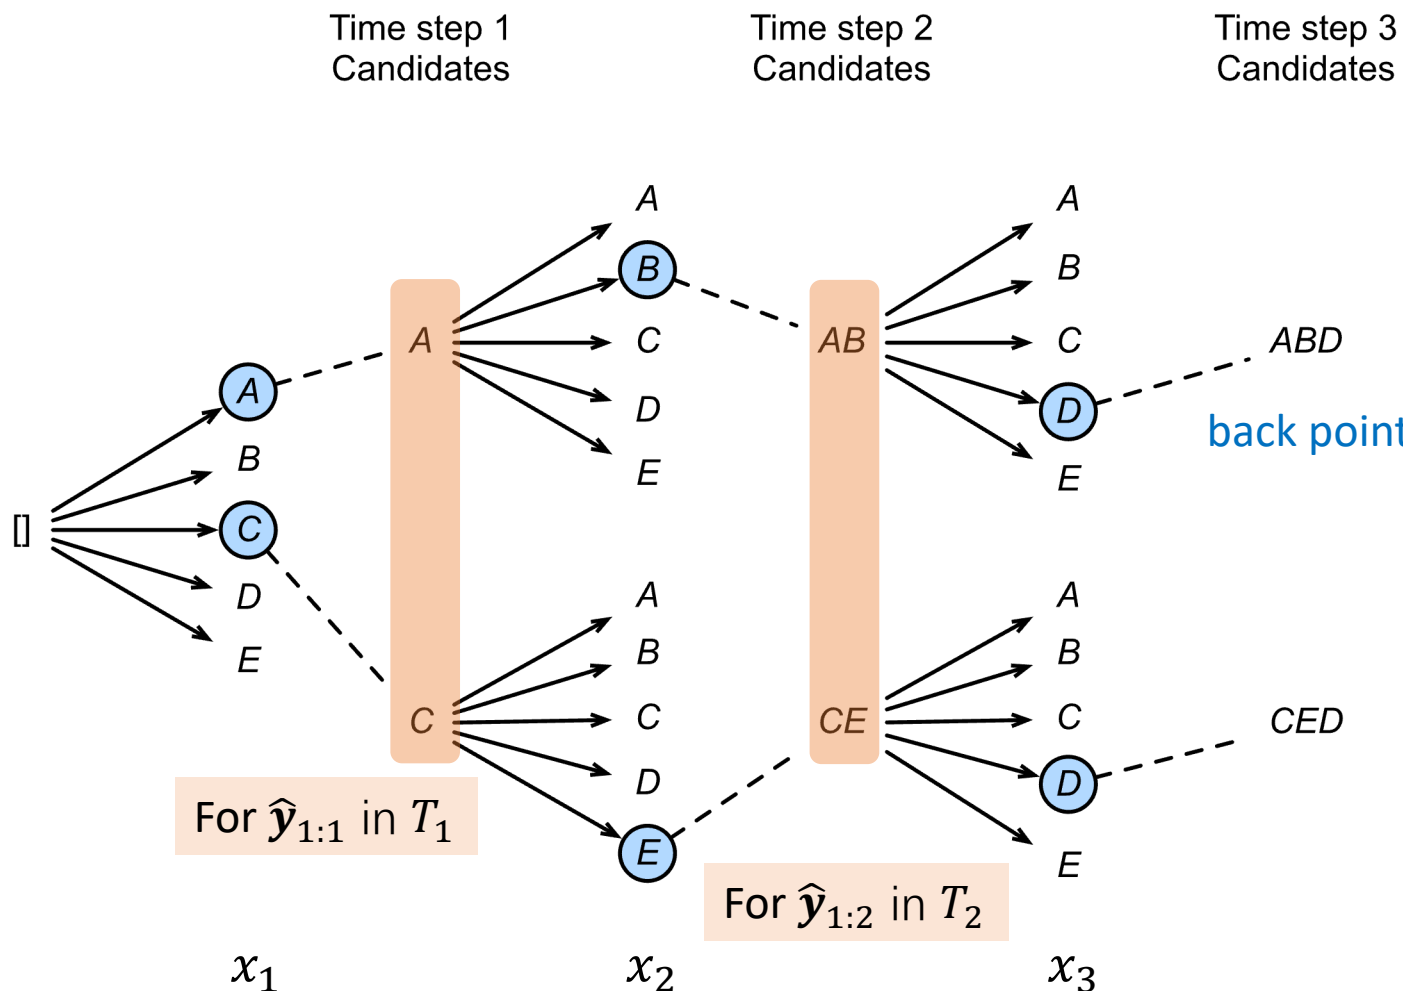 Time step 1
Candidates
Time step 2
Candidates
Time step 3
Candidates
[]
A
B
C
D
E
A
C
A
B
C
D
E
A
B
C
D
E
AB
CE
A
B
C
D
E
A
B
C
D
E
ABD
back point
CED
For ŷ₁:₁ in T₁
For ŷ₁:₂ in T₂
x₁
x₂
x₃